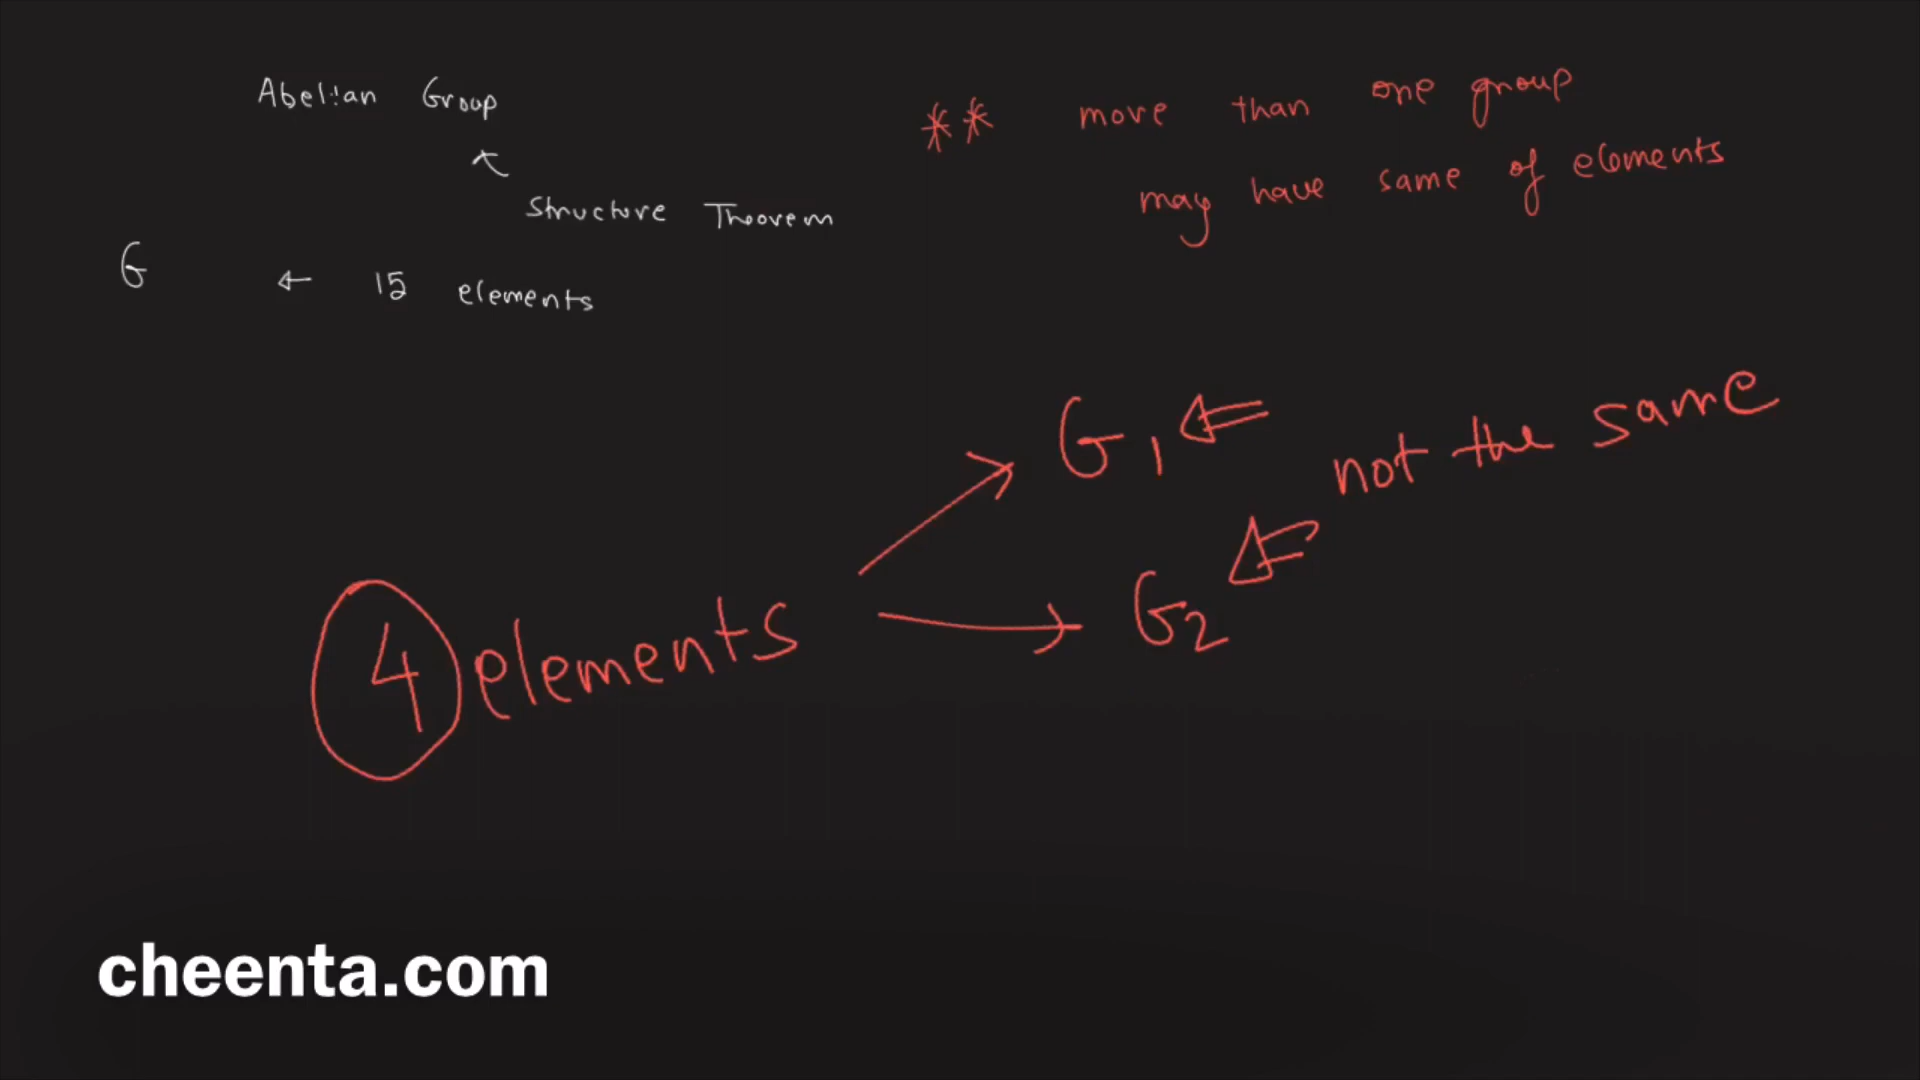 Abelian Group
Structure Theorem
G ← 15 elements
** more than one group
may have same of elements
G1 ⇐
not the same
G2 ⇐
4 elements
cheenta.com